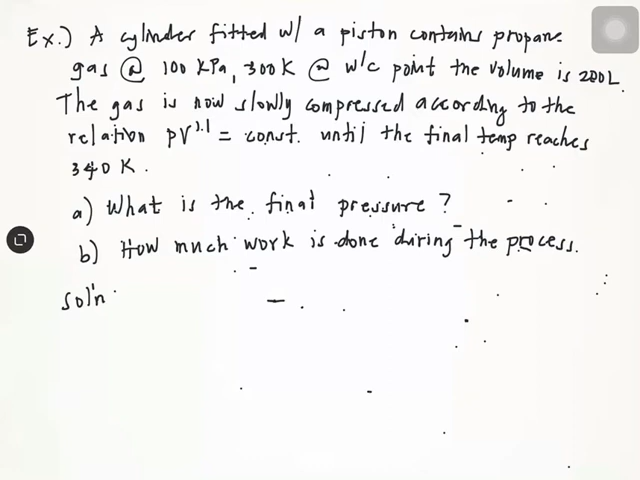 Ex.) A cylinder fitted w/ a piston contains propane
gas @ 100 KPa, 300K @ w/c point the volume is 200L.
The gas is now slowly compressed according to the
relation PV^1.1 = const. until the final temp reaches
340 K.
a) What is the final pressure?
b) How much work is done during the process.
Sol'n